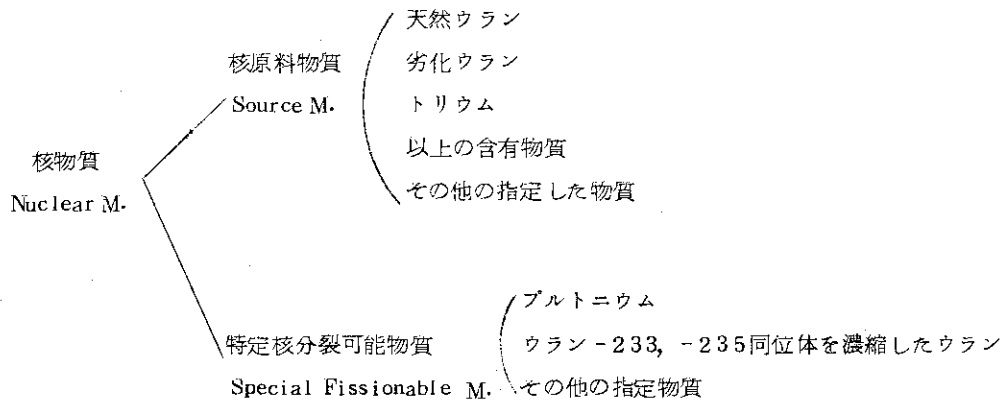 天然ウラン
核原料物質
劣化ウラン
Source M.
トリウム
以上の含有物質
核物質
その他の指定した物質
Nuclear M.
プルトニウム
特定核分裂可能物質
ウラン-233, -235同位体を濃縮したウラン
Special Fissionable M.
その他の指定物質